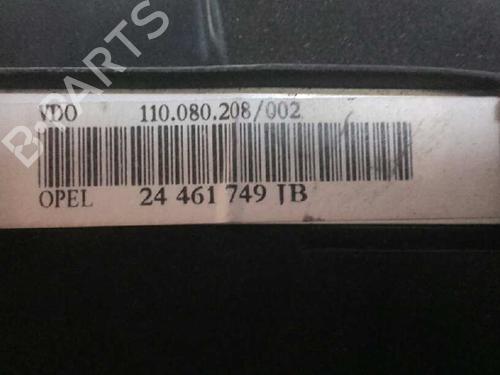 B-PARTS
VDO 110.080.208/002
OPEL 24 461 749 JB